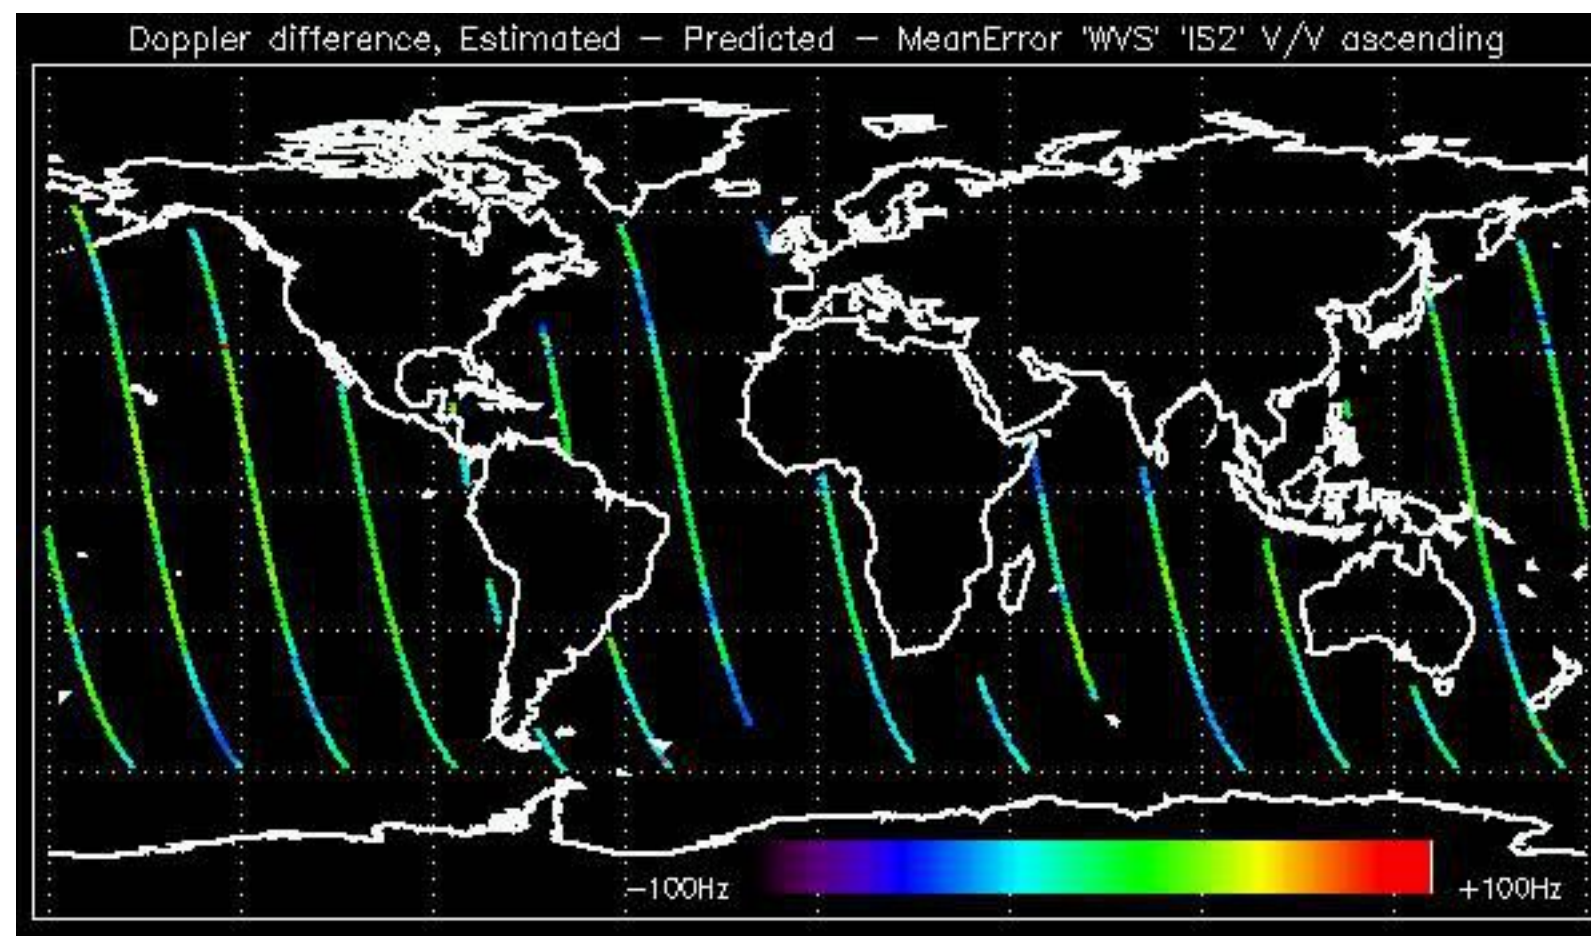 Doppler difference, Estimated – Predicted – MeanError 'WVS' 'IS2' V/V ascending
–100Hz
+100Hz